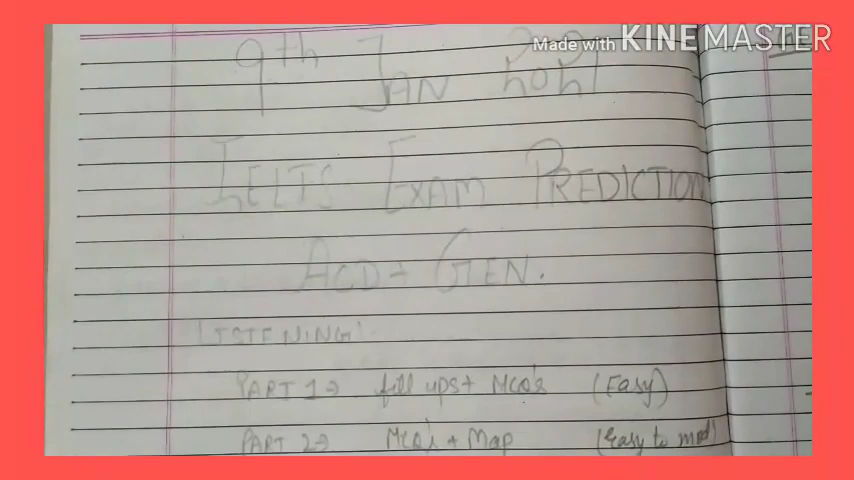 Made with KINEMASTER
9th JAN 2021
IELTS EXAM PREDICTION
ACD + GEN.
LISTENING
PART 1 → fill ups + MCQ's (Easy)
PART 2 → MCQ's + Map (Easy to mod)